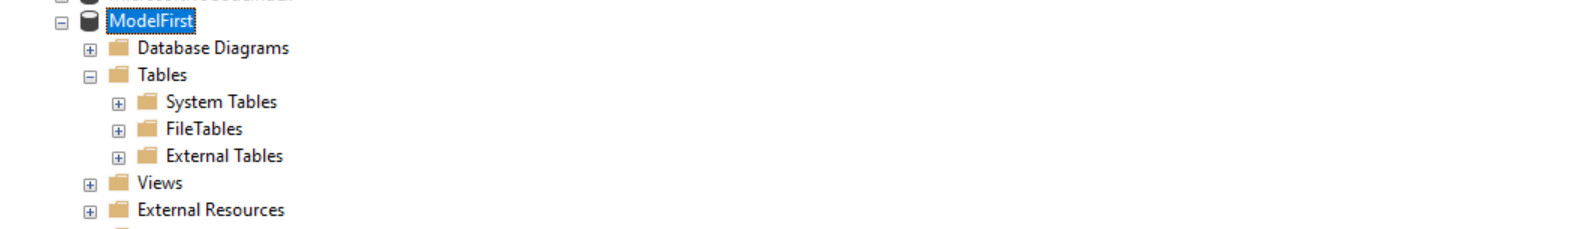 ModelFirst
Database Diagrams
Tables
System Tables
FileTables
External Tables
Views
External Resources